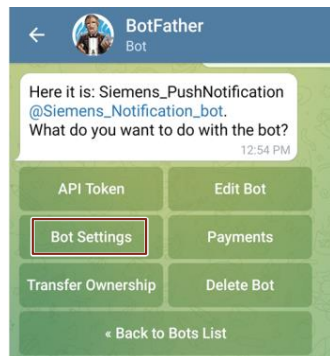 BotFather
Bot
Here it is: Siemens_PushNotification
@Siemens_Notification_bot.
What do you want to do with the bot?
12:54 PM
API Token
Edit Bot
Bot Settings
Payments
Transfer Ownership
Delete Bot
« Back to Bots List